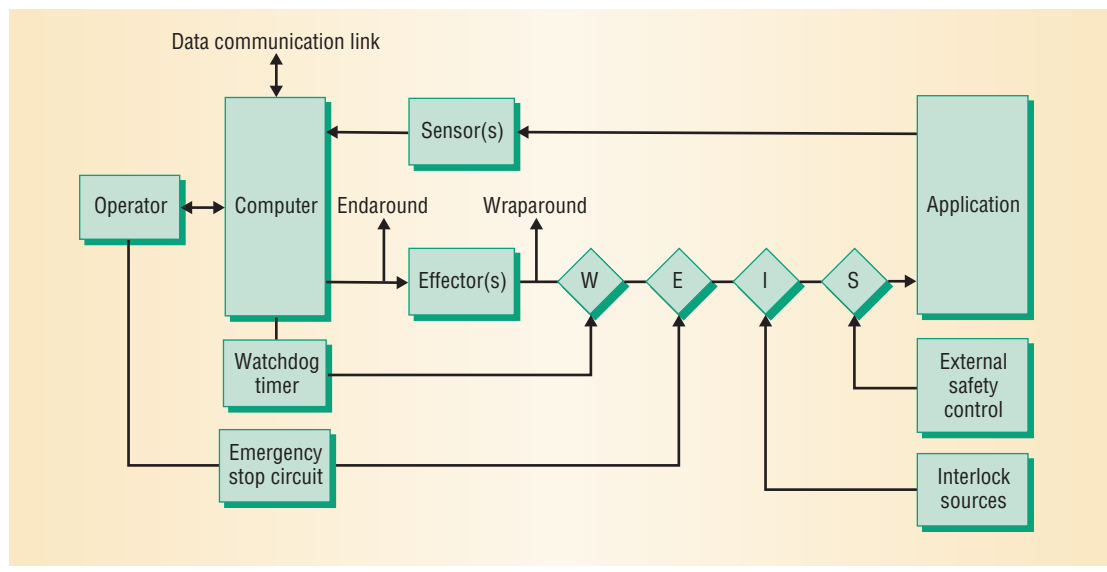 Data communication link
Sensor(s)
Operator
Computer
Endaround
Wraparound
Application
Effector(s)
W
E
I
S
Watchdog
timer
External
safety
control
Emergency
stop circuit
Interlock
sources